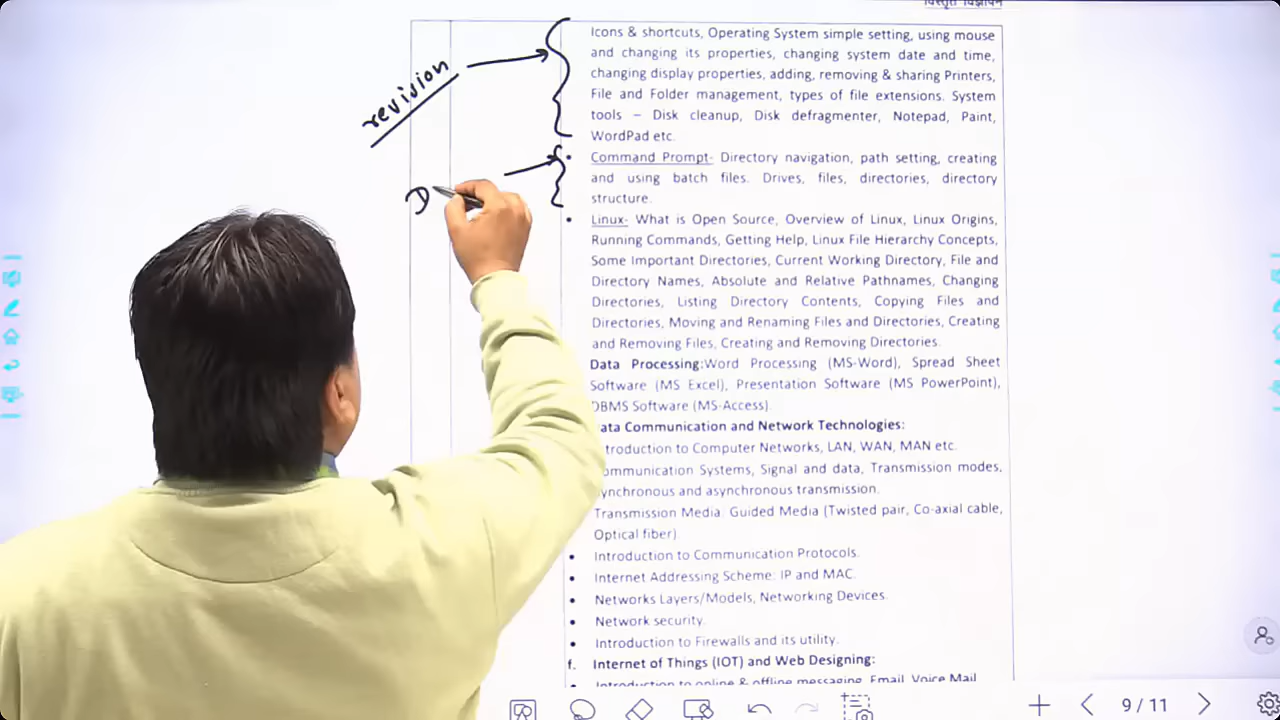 विस्तृत विज्ञापन
Icons & shortcuts, Operating System simple setting, using mouse
and changing its properties, changing system date and time,
changing display properties, adding, removing & sharing Printers,
File and Folder management, types of file extensions. System
tools – Disk cleanup, Disk defragmenter, Notepad, Paint,
WordPad etc.
revision
• Command Prompt- Directory navigation, path setting, creating
and using batch files. Drives, files, directories, directory
structure.
D
• Linux- What is Open Source, Overview of Linux, Linux Origins,
Running Commands, Getting Help, Linux File Hierarchy Concepts,
Some Important Directories, Current Working Directory, File and
Directory Names, Absolute and Relative Pathnames, Changing
Directories, Listing Directory Contents, Copying Files and
Directories, Moving and Renaming Files and Directories, Creating
and Removing Files, Creating and Removing Directories.
Data Processing:Word Processing (MS-Word), Spread Sheet
Software (MS Excel), Presentation Software (MS PowerPoint),
DBMS Software (MS-Access).
ata Communication and Network Technologies:
troduction to Computer Networks, LAN, WAN, MAN etc.
ommunication Systems, Signal and data, Transmission modes,
ynchronous and asynchronous transmission.
Transmission Media: Guided Media (Twisted pair, Co-axial cable,
Optical fiber)
• Introduction to Communication Protocols.
• Internet Addressing Scheme: IP and MAC.
• Networks Layers/Models, Networking Devices.
• Network security.
• Introduction to Firewalls and its utility.
f. Internet of Things (IOT) and Web Designing:
• Introduction to online & offline messaging, Email, Voice Mail
9 / 11